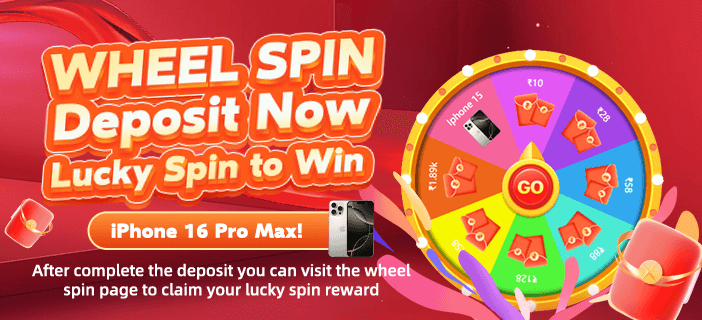 WHEEL SPIN
Deposit Now
Lucky Spin to Win
iPhone 16 Pro Max!
After complete the deposit you can visit the wheel
spin page to claim your lucky spin reward
Iphone 15
₹10
₹28
₹58
₹88
₹128
₹1.89k
GO